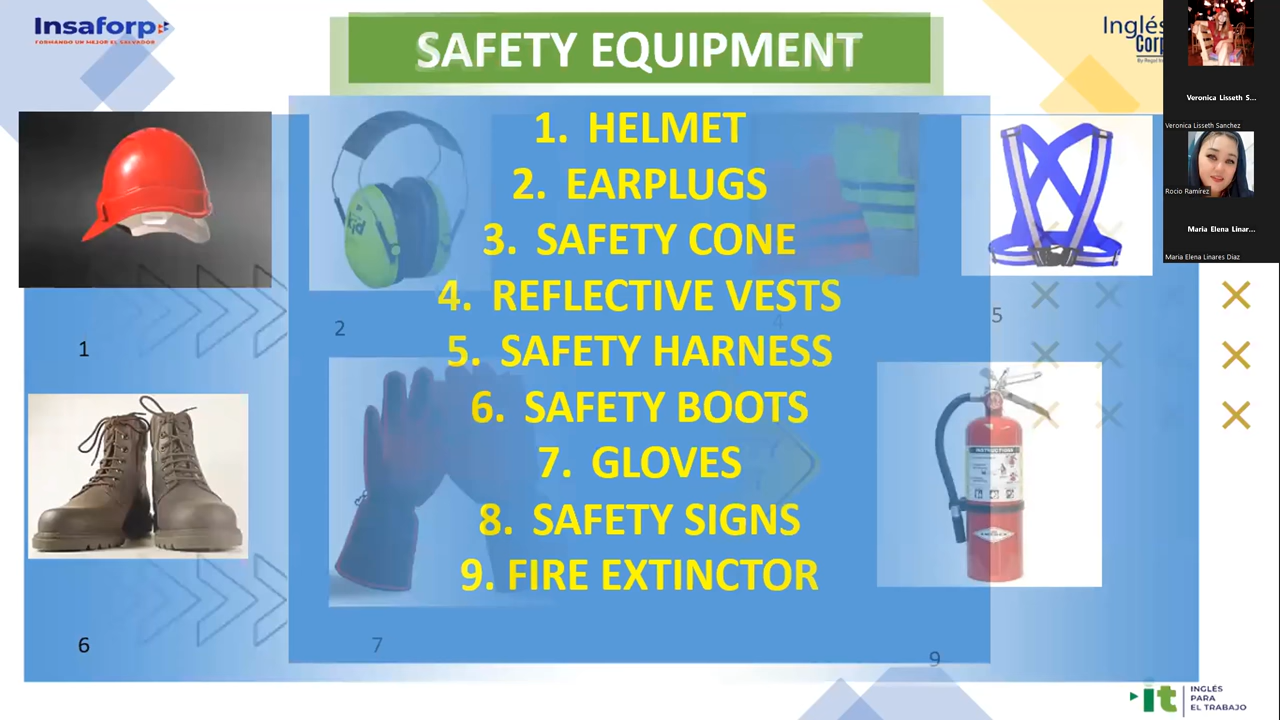 Insaforp
FORMANDO UN MEJOR EL SALVADOR
SAFETY EQUIPMENT
Inglés
Corp
1. HELMET
2. EARPLUGS
3. SAFETY CONE
4. REFLECTIVE VESTS
5. SAFETY HARNESS
6. SAFETY BOOTS
7. GLOVES
8. SAFETY SIGNS
9. FIRE EXTINCTOR
1
2
4
5
6
7
9
INSTRUCTIONS
Veronica Lisseth S...
Veronica Lisseth Sanchez
Rocio Ramírez
Maria Elena Linar...
Maria Elena Linares Diaz
it
INGLÉS
PARA
EL TRABAJO